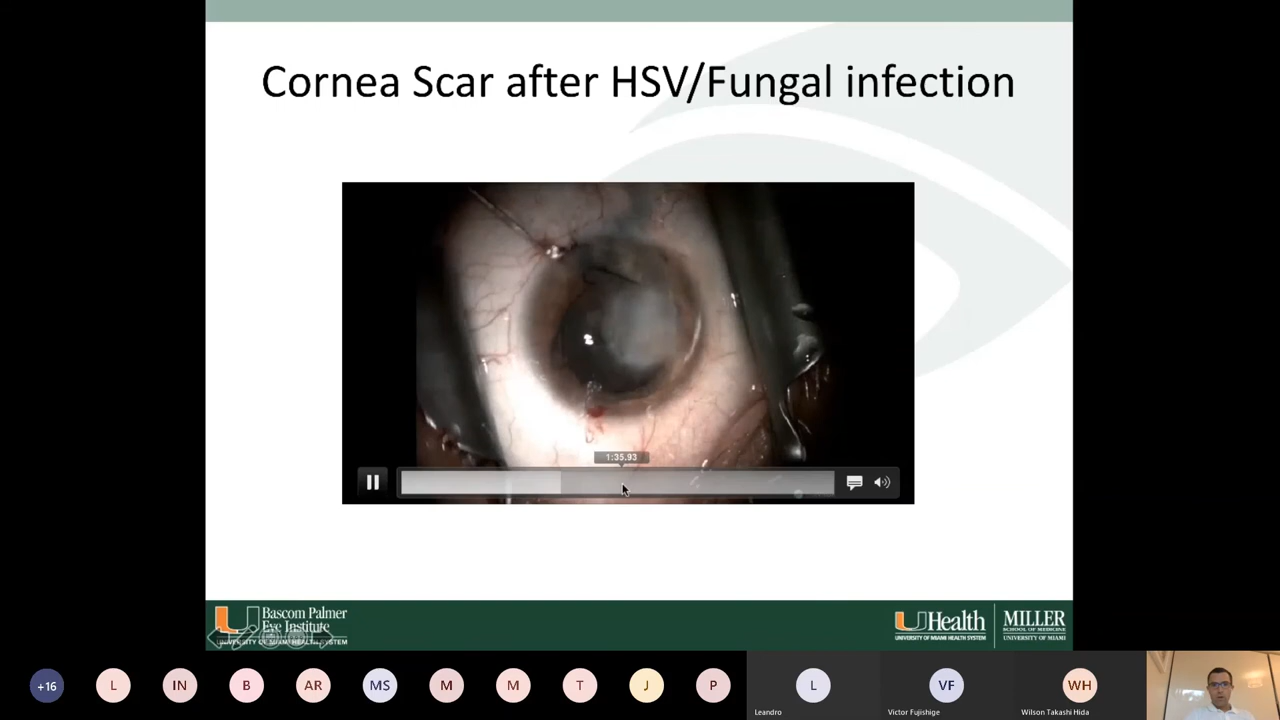 Cornea Scar after HSV/Fungal infection
1:35.93
Bascom Palmer
Eye Institute
UNIVERSITY OF MIAMI HEALTH SYSTEM
UHealth
UNIVERSITY OF MIAMI HEALTH SYSTEM
MILLER
SCHOOL OF MEDICINE
UNIVERSITY OF MIAMI
+16
L
IN
B
AR
MS
M
M
T
J
P
L
Leandro
VF
Victor Fujishige
WH
Wilson Takashi Hida